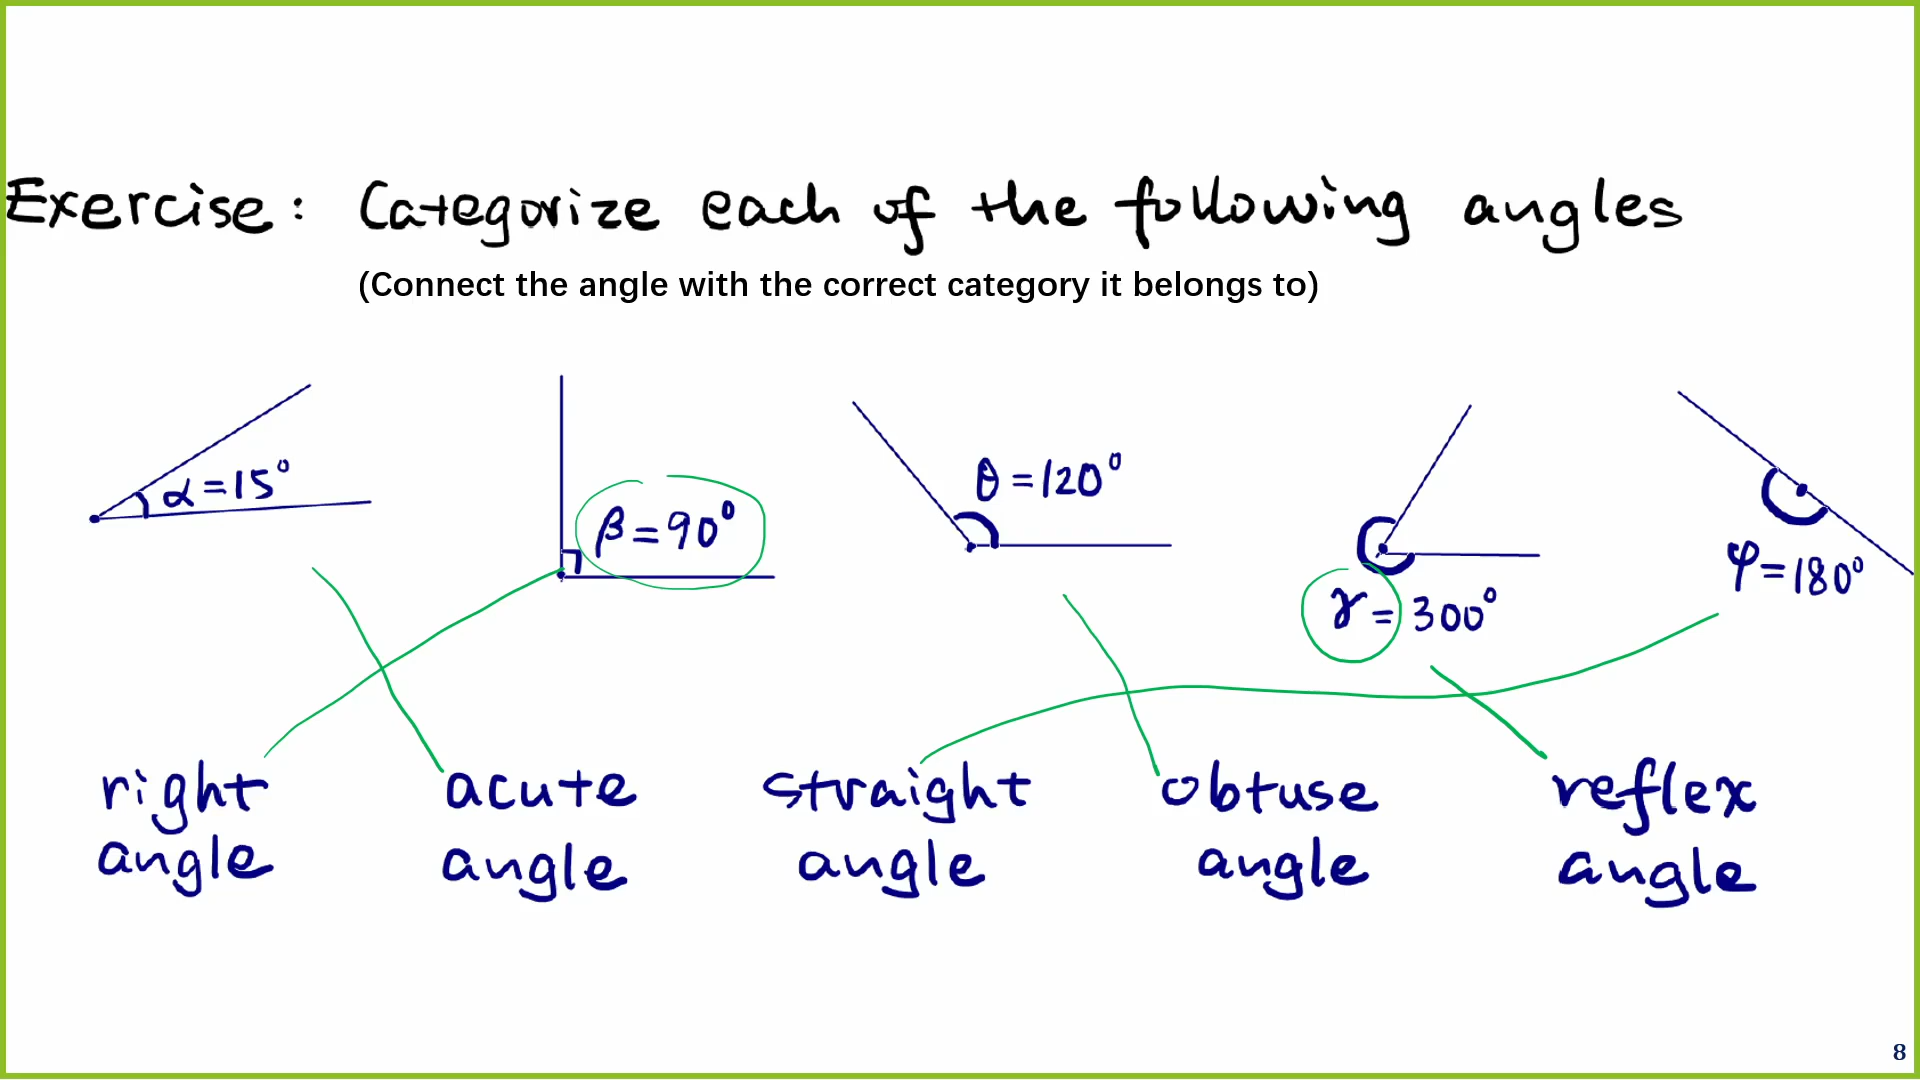 Exercise: Categorize each of the following angles
(Connect the angle with the correct category it belongs to)
α=15°
β=90°
θ=120°
γ=300°
φ=180°
right angle
acute angle
straight angle
obtuse angle
reflex angle
8